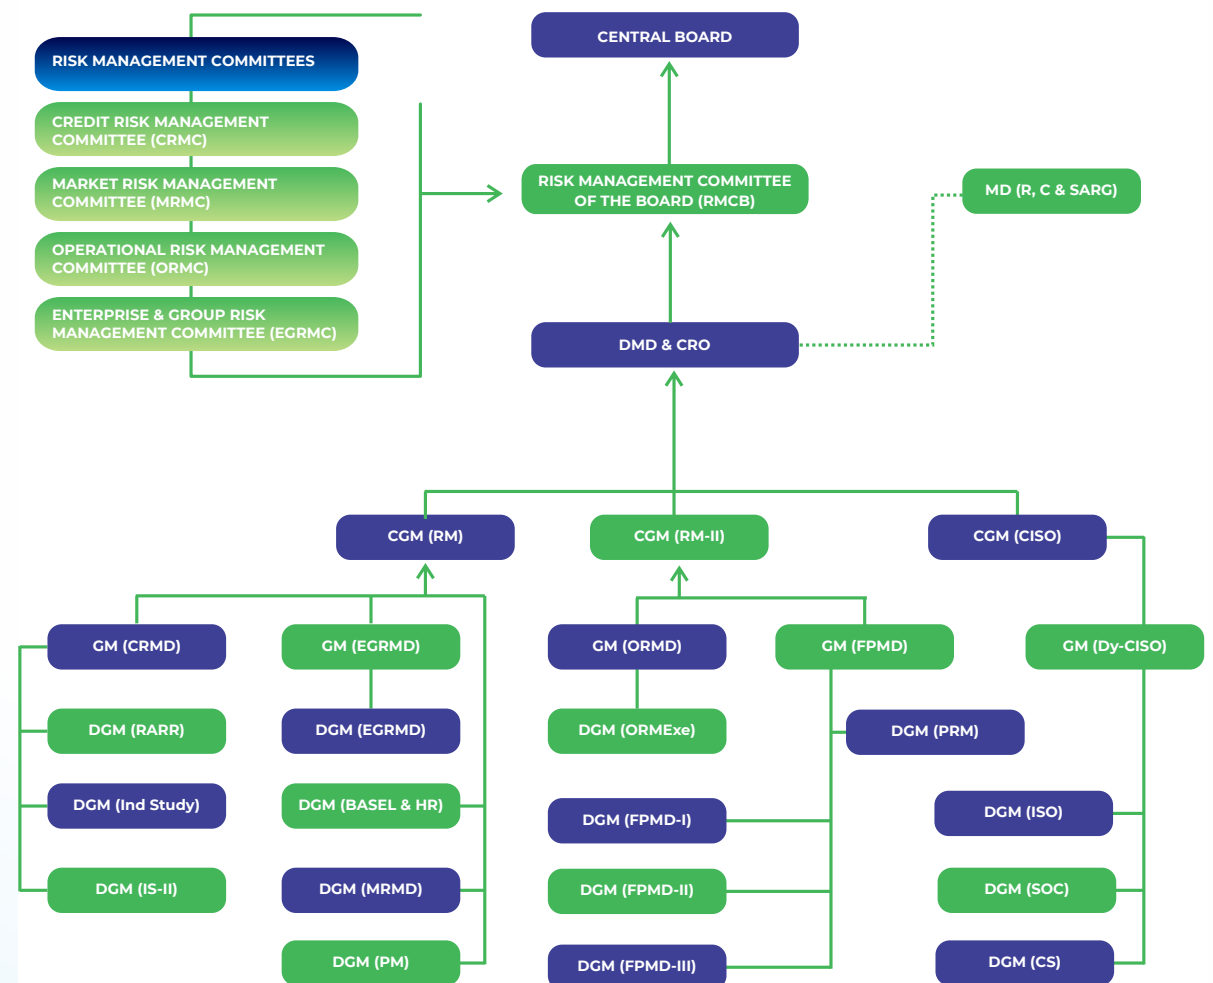 CENTRAL BOARD
RISK MANAGEMENT COMMITTEES
CREDIT RISK MANAGEMENT
COMMITTEE (CRMC)
MARKET RISK MANAGEMENT
COMMITTEE (MRMC)
OPERATIONAL RISK MANAGEMENT
COMMITTEE (ORMC)
ENTERPRISE & GROUP RISK
MANAGEMENT COMMITTEE (EGRMC)
RISK MANAGEMENT COMMITTEE
OF THE BOARD (RMCB)
MD (R, C & SARG)
DMD & CRO
CGM (RM)
CGM (RM-II)
CGM (CISO)
GM (CRMD)
GM (EGRMD)
GM (ORMD)
GM (FPMD)
GM (Dy-CISO)
DGM (RARR)
DGM (EGRMD)
DGM (ORMExe)
DGM (PRM)
DGM (Ind Study)
DGM (BASEL & HR)
DGM (FPMD-I)
DGM (ISO)
DGM (IS-II)
DGM (MRMD)
DGM (FPMD-II)
DGM (SOC)
DGM (PM)
DGM (FPMD-III)
DGM (CS)